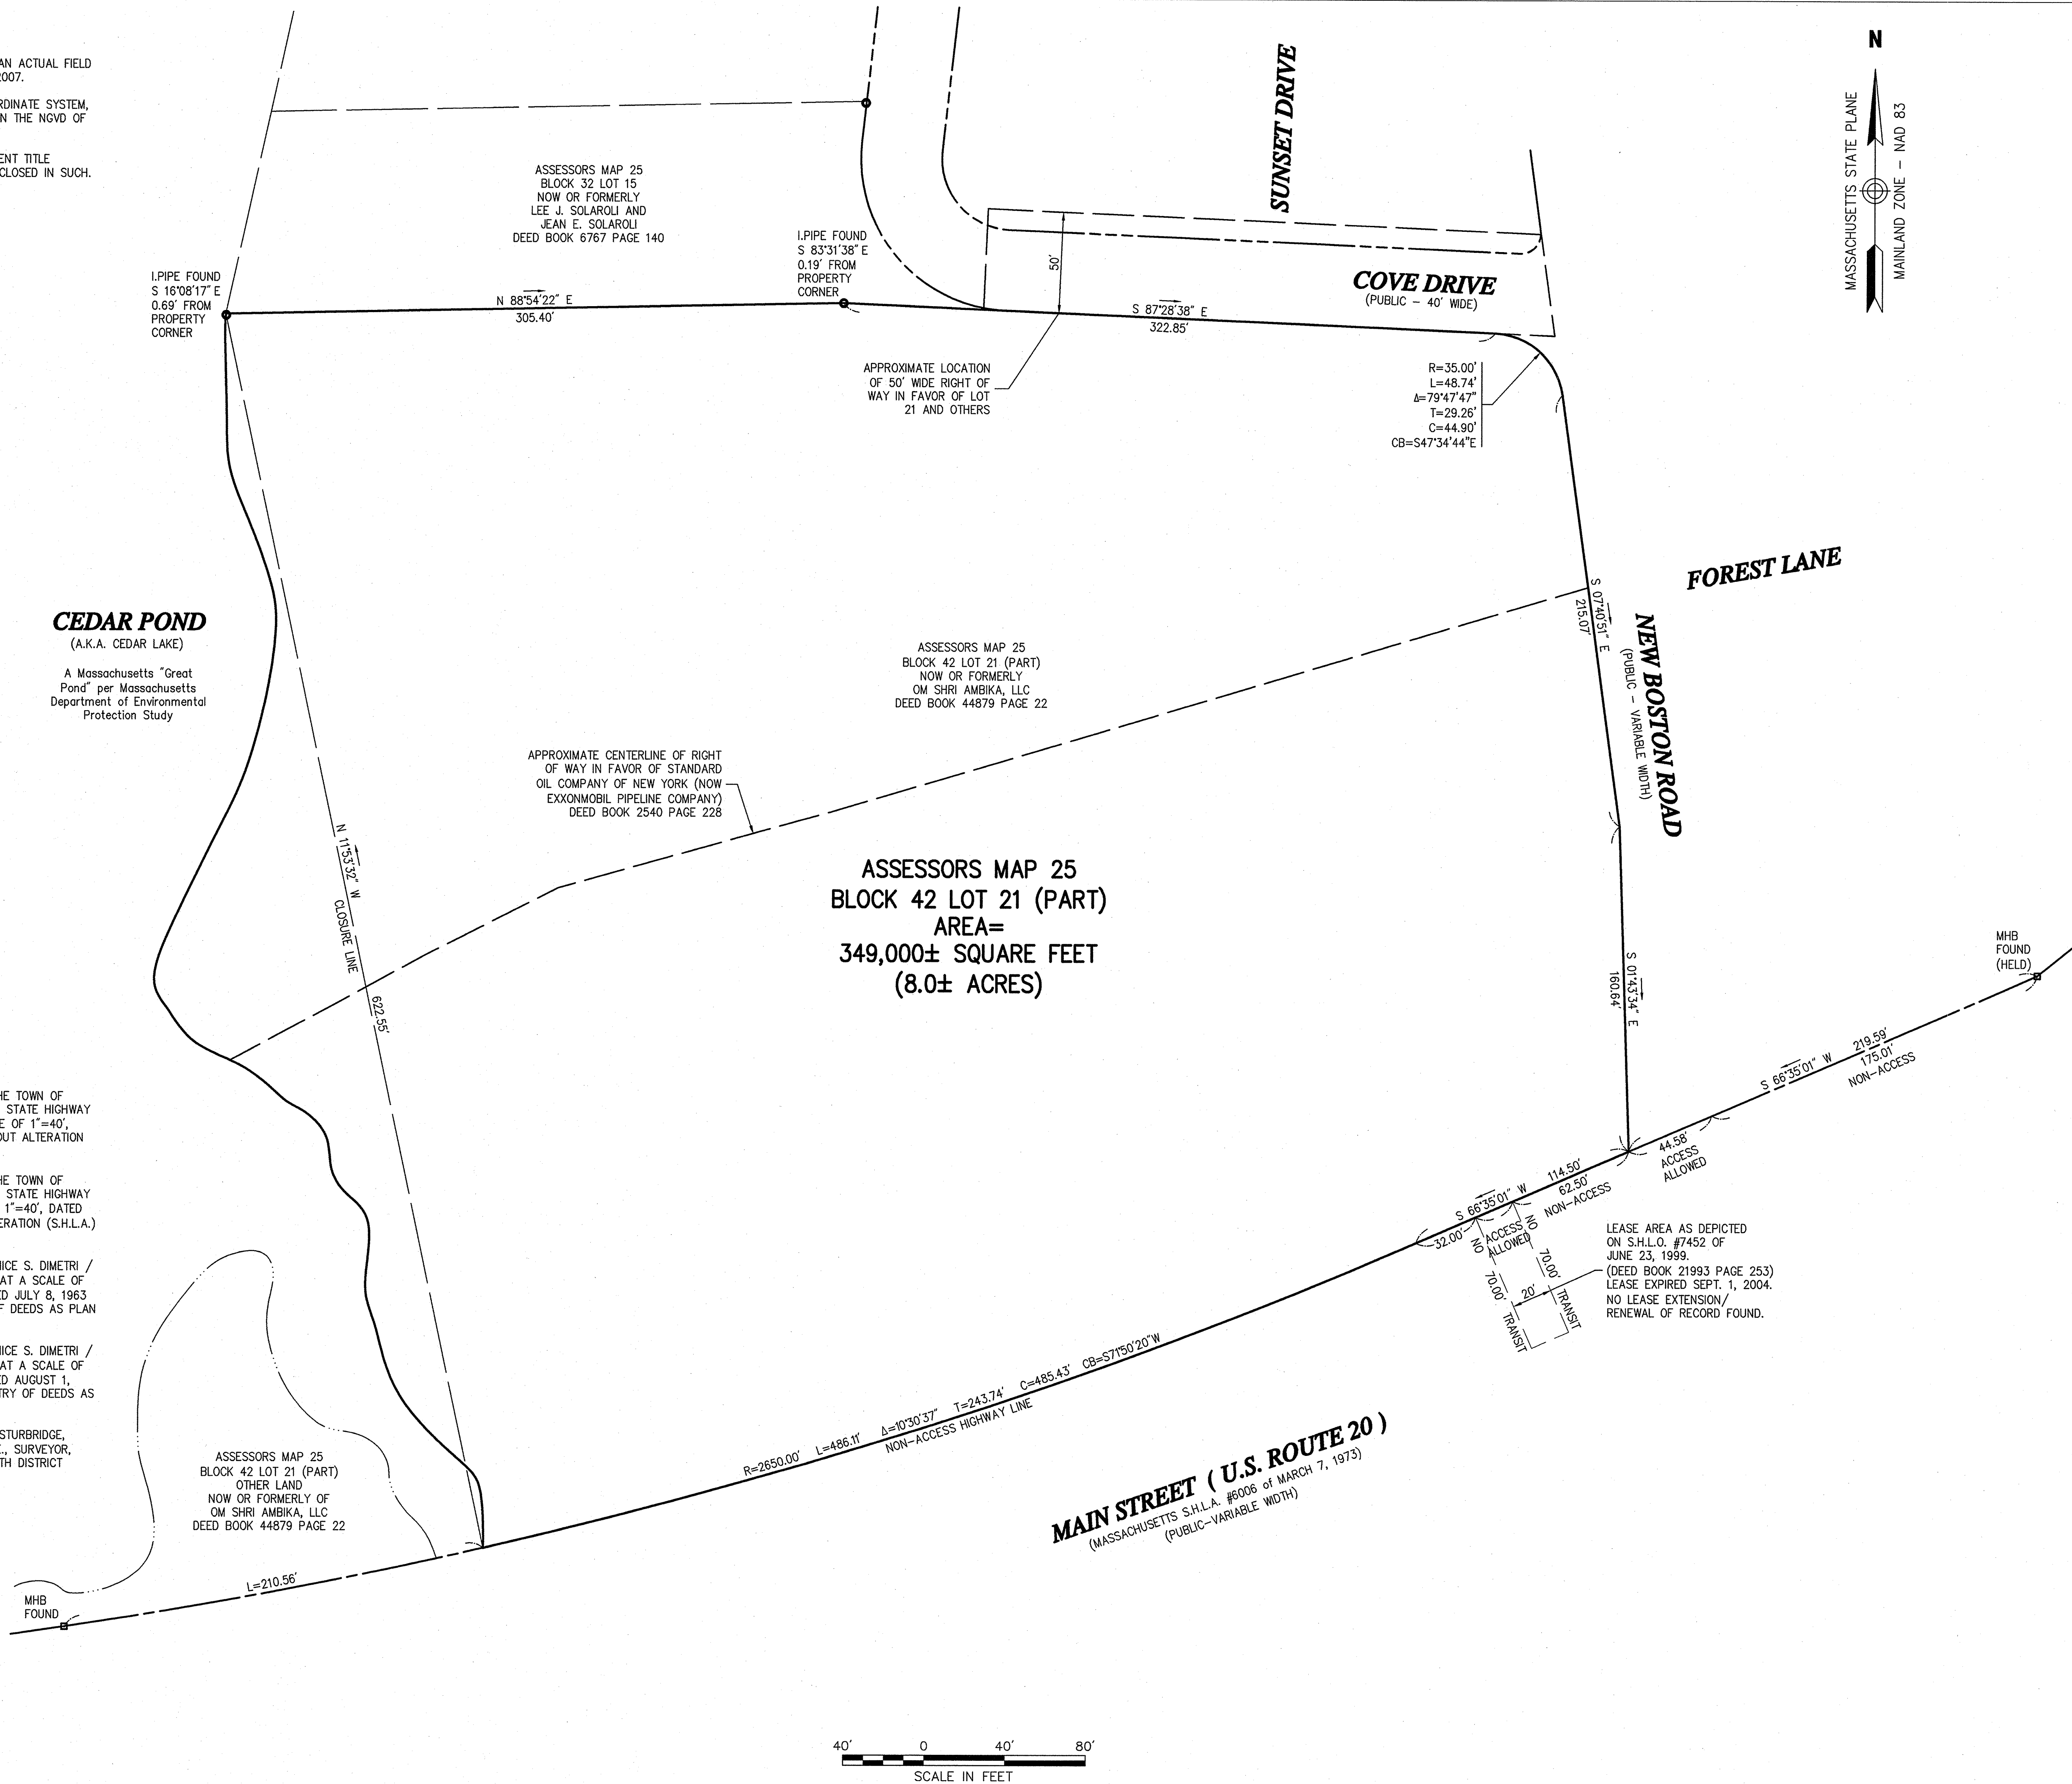 AN ACTUAL FIELD
2007.
RDINATE SYSTEM,
N THE NGVD OF
ENT TITLE
CLOSED IN SUCH.
ASSESSORS MAP 25
BLOCK 32 LOT 15
NOW OR FORMERLY
LEE J. SOLAROLI AND
JEAN E. SOLAROLI
DEED BOOK 6767 PAGE 140
I.PIPE FOUND
S 83°31'38" E
0.19' FROM
PROPERTY
CORNER
I.PIPE FOUND
S 16°08'17" E
0.69' FROM
PROPERTY
CORNER
N 88°54'22" E
305.40'
SUNSET DRIVE
50'
COVE DRIVE
(PUBLIC - 40' WIDE)
S 87°28'38" E
322.85'
N
MASSACHUSETTS STATE PLANE
MAINLAND ZONE - NAD 83
APPROXIMATE LOCATION
OF 50' WIDE RIGHT OF
WAY IN FAVOR OF LOT
21 AND OTHERS
R=35.00'
L=48.74'
Δ=79°47'47"
T=29.26'
C=44.90'
CB=S47°34'44"E
FOREST LANE
S 07°40'51" E
215.07'
NEW BOSTON ROAD
(PUBLIC - VARIABLE WIDTH)
CEDAR POND
(A.K.A. CEDAR LAKE)
A Massachusetts "Great
Pond" per Massachusetts
Department of Environmental
Protection Study
ASSESSORS MAP 25
BLOCK 42 LOT 21 (PART)
NOW OR FORMERLY
OM SHRI AMBIKA, LLC
DEED BOOK 44879 PAGE 22
APPROXIMATE CENTERLINE OF RIGHT
OF WAY IN FAVOR OF STANDARD
OIL COMPANY OF NEW YORK (NOW
EXXONMOBIL PIPELINE COMPANY)
DEED BOOK 2540 PAGE 228
N 11°53'32" W
CLOSURE LINE
622.55'
ASSESSORS MAP 25
BLOCK 42 LOT 21 (PART)
AREA=
349,000± SQUARE FEET
(8.0± ACRES)
S 01°43'34" E
160.64'
MHB
FOUND
(HELD)
S 66°35'01" W
219.59'
175.01'
NON-ACCESS
44.58'
ACCESS
ALLOWED
S 66°35'01" W
114.50'
62.50'
NON-ACCESS
32.00'
ACCESS
ALLOWED
NO
NO
70.00'
70.00'
20'
TRANSIT
TRANSIT
LEASE AREA AS DEPICTED
ON S.H.L.O. #7452 OF
JUNE 23, 1999.
(DEED BOOK 21993 PAGE 253)
LEASE EXPIRED SEPT. 1, 2004.
NO LEASE EXTENSION/
RENEWAL OF RECORD FOUND.
HE TOWN OF
STATE HIGHWAY
E OF 1"=40',
OUT ALTERATION
HE TOWN OF
STATE HIGHWAY
1"=40', DATED
ERATION (S.H.L.A.)
NICE S. DIMETRI /
AT A SCALE OF
ED JULY 8, 1963
F DEEDS AS PLAN
NICE S. DIMETRI /
AT A SCALE OF
ED AUGUST 1,
TRY OF DEEDS AS
STURBRIDGE,
E., SURVEYOR,
TH DISTRICT
R=2650.00' L=486.11' Δ=10°30'37" T=243.74' C=485.43' CB=S71°50'20"W
NON-ACCESS HIGHWAY LINE
MAIN STREET ( U.S. ROUTE 20 )
(MASSACHUSETTS S.H.L.A. #6006 of MARCH 7, 1973)
(PUBLIC-VARIABLE WIDTH)
ASSESSORS MAP 25
BLOCK 42 LOT 21 (PART)
OTHER LAND
NOW OR FORMERLY OF
OM SHRI AMBIKA, LLC
DEED BOOK 44879 PAGE 22
L=210.56'
MHB
FOUND
40' 0 40' 80'
SCALE IN FEET